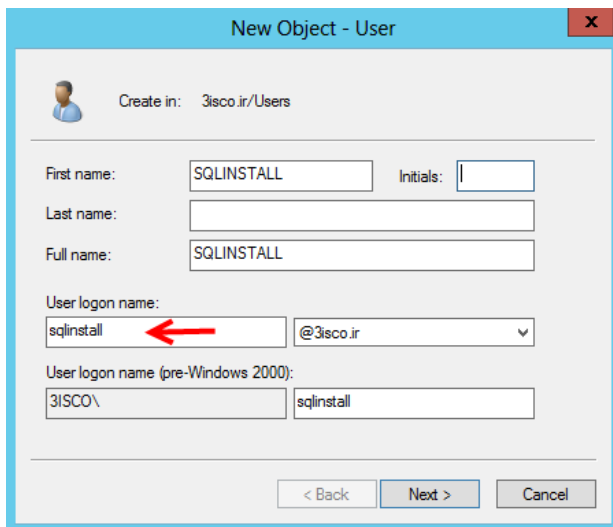 New Object - User
x
Create in: 3isco.ir/Users
First name: SQLINSTALL Initials:
Last name:
Full name: SQLINSTALL
User logon name:
sqlinstall @3isco.ir
User logon name (pre-Windows 2000):
3ISCO\ sqlinstall
< Back Next > Cancel